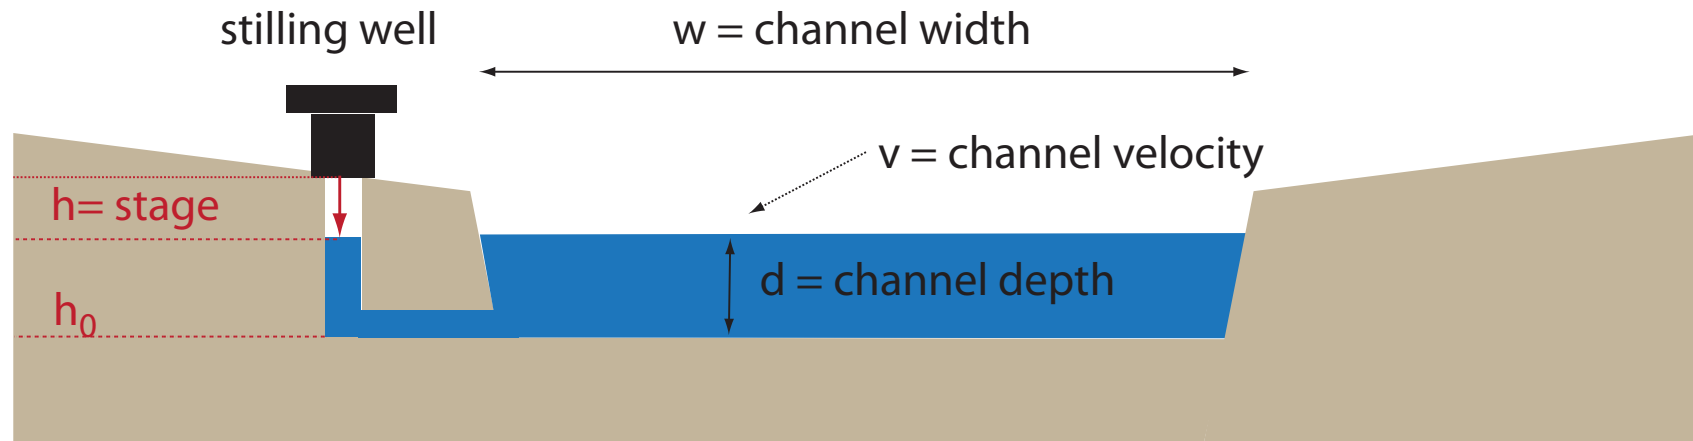 stilling well
w = channel width
v = channel velocity
h= stage
d = channel depth
h₀